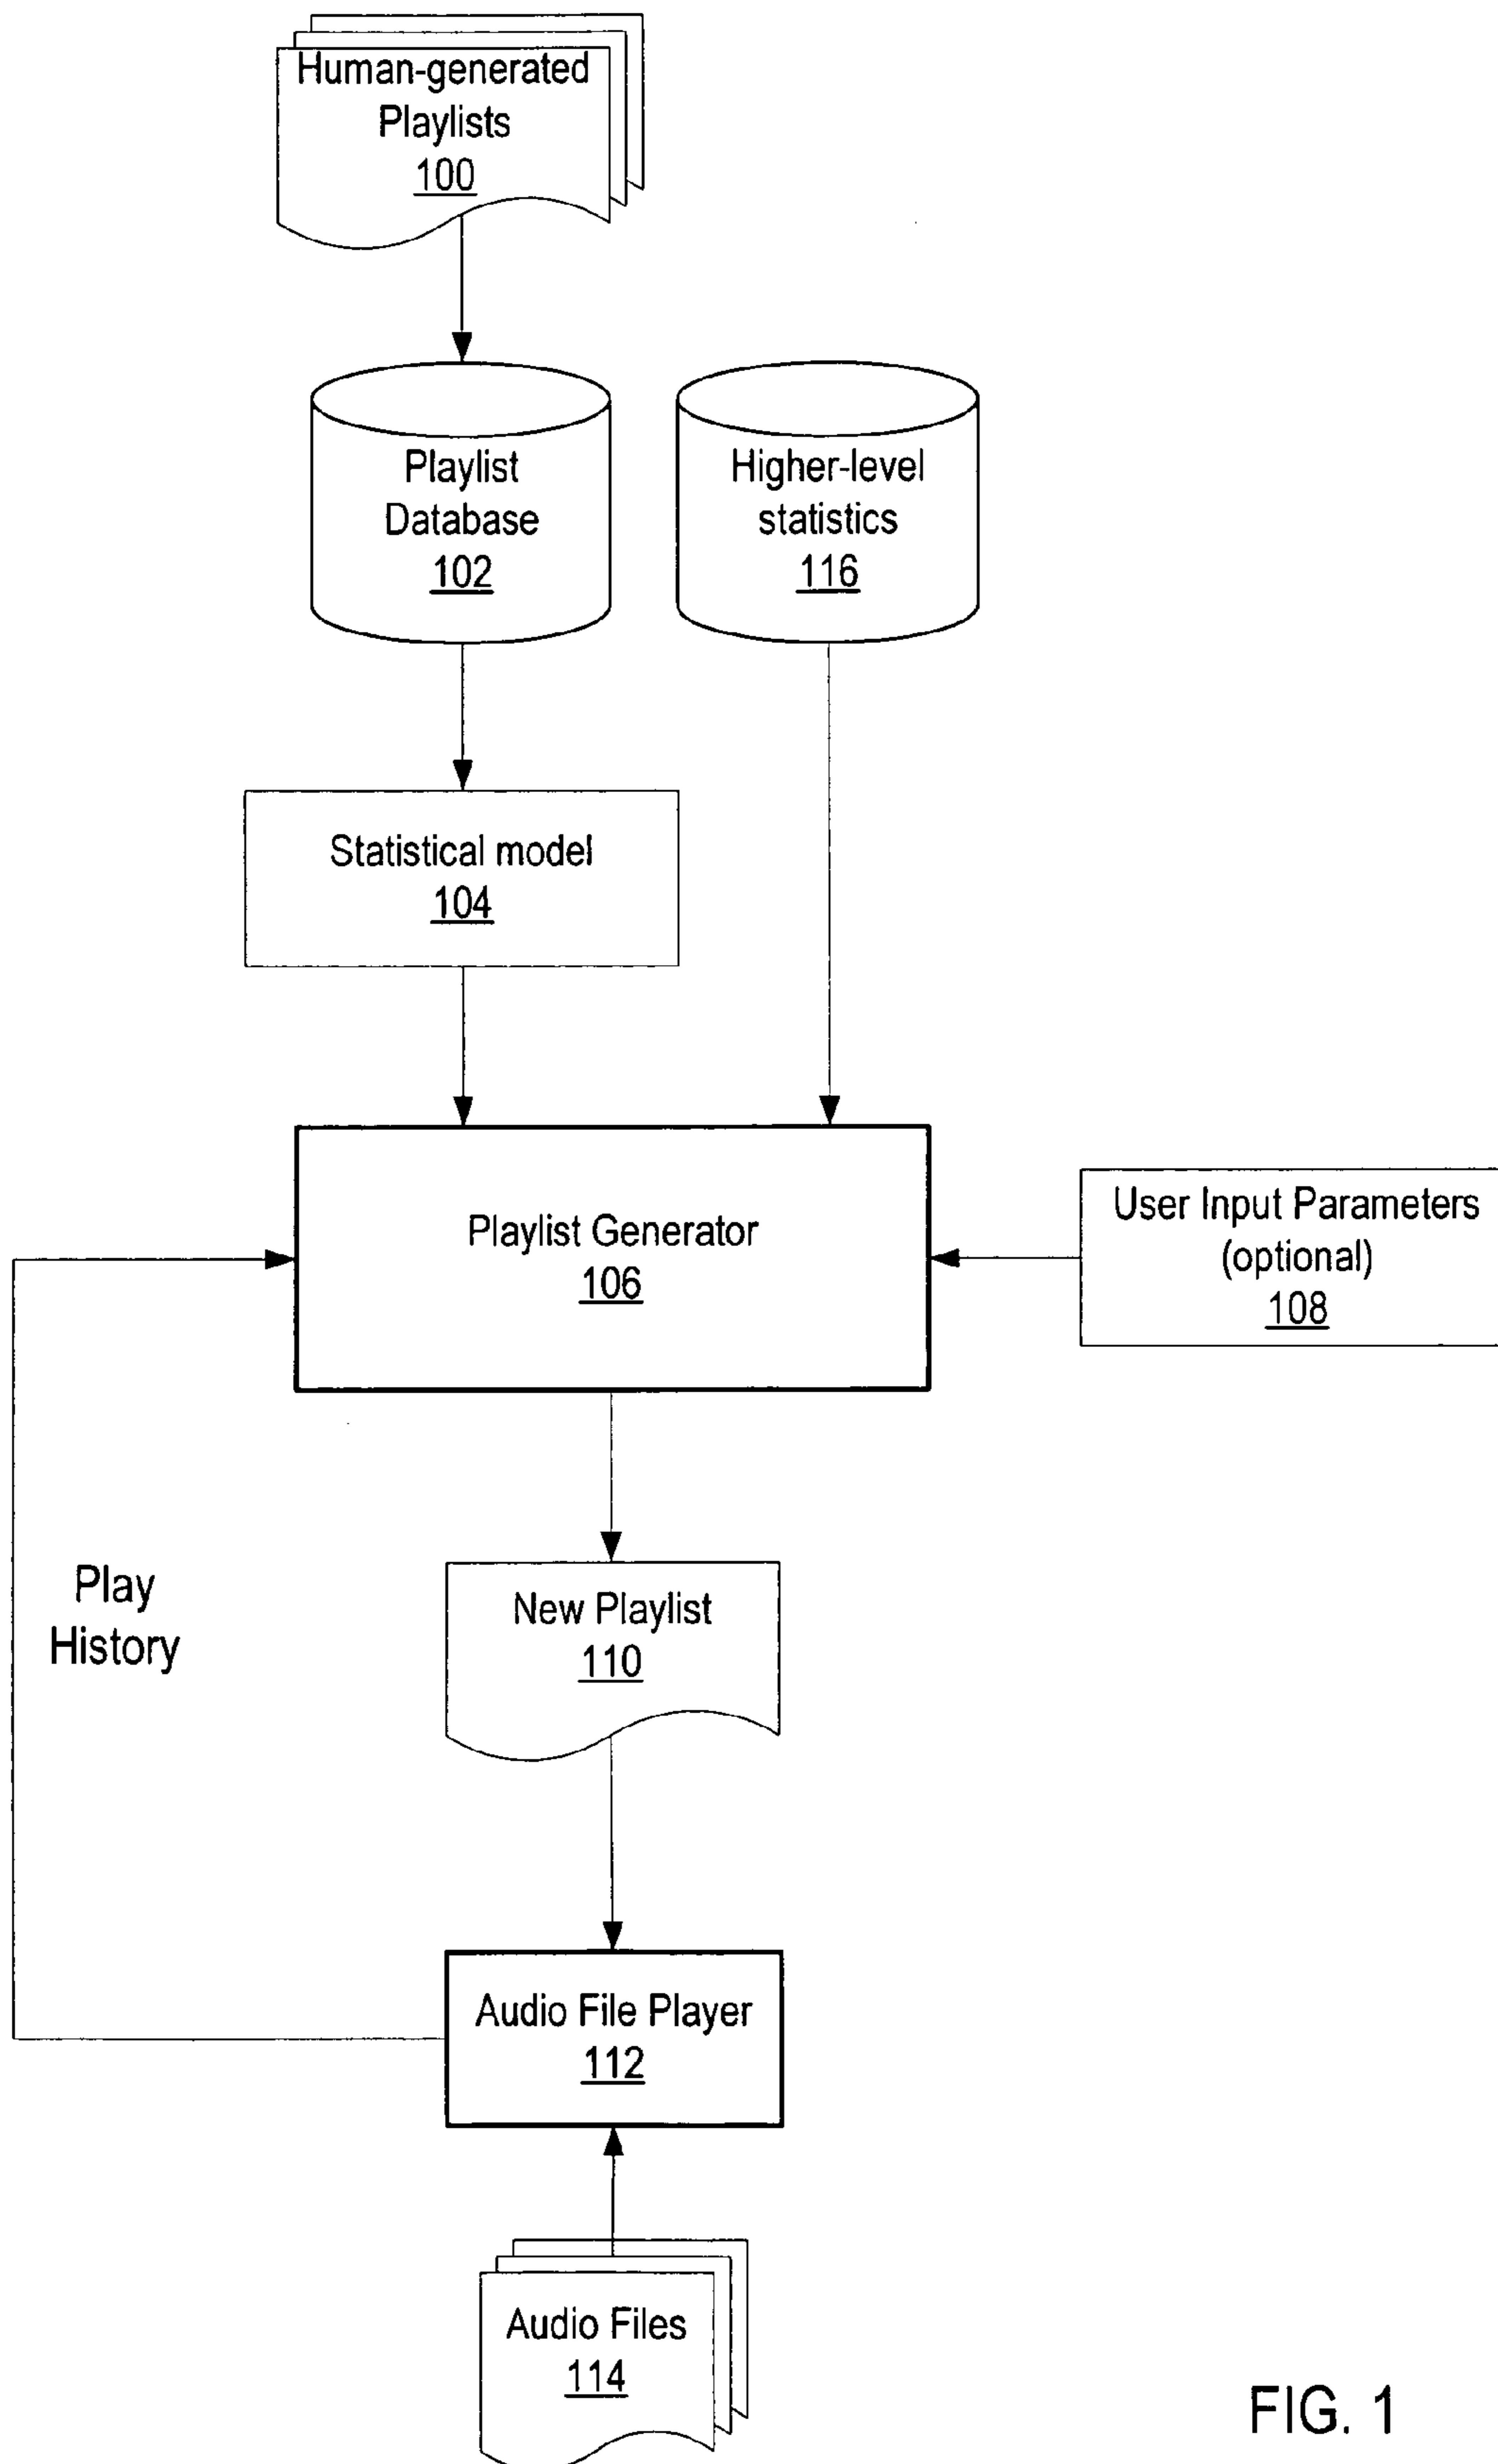 Human-generated
Playlists
100
Playlist
Database
102
Higher-level
statistics
116
Statistical model
104
Playlist Generator
106
User Input Parameters
(optional)
108
Play
History
New Playlist
110
Audio File Player
112
Audio Files
114
FIG. 1